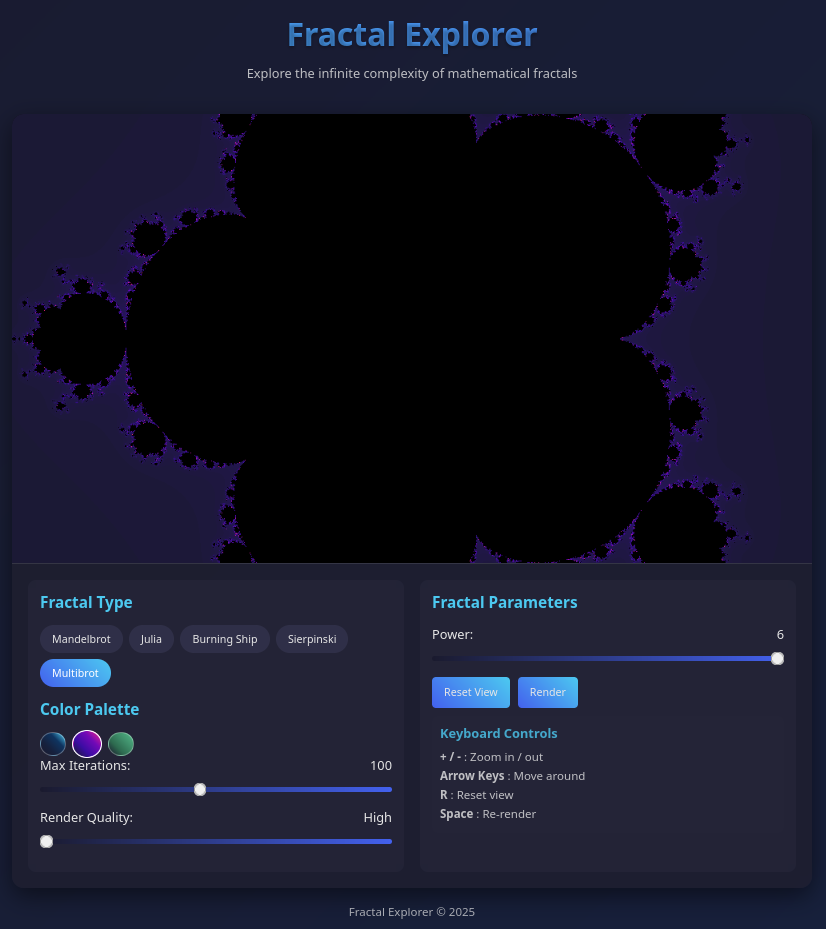 Fractal Explorer
Explore the infinite complexity of mathematical fractals
Fractal Type
Mandelbrot
Julia
Burning Ship
Sierpinski
Multibrot
Color Palette
Max Iterations: 100
Render Quality: High
Fractal Parameters
Power: 6
Reset View
Render
Keyboard Controls
+ / - : Zoom in / out
Arrow Keys : Move around
R : Reset view
Space : Re-render
Fractal Explorer © 2025